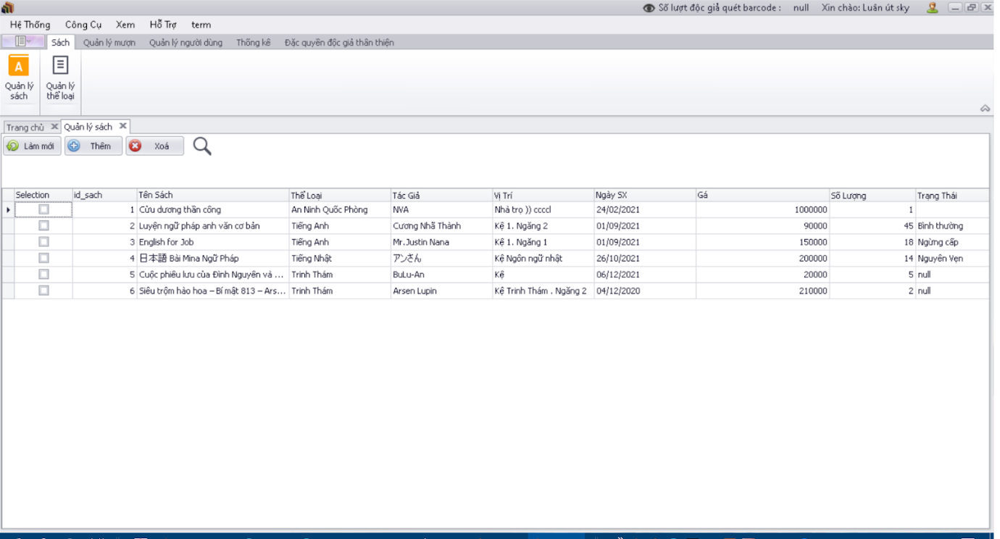 Số lượt độc giả quét barcode : null Xin chào: Luân út sky
Hệ Thống Công Cụ Xem Hỗ Trợ term
Sách Quản lý mượn Quản lý người dùng Thống kê Đặc quyền độc giả thân thiện
A
Quản lý sách
Quản lý thể loại
Trang chủ Quản lý sách
Làm mới Thêm Xoá
Selection id_sach Tên Sách Thể Loại Tác Giả Vị Trí Ngày SX Gá Số Lượng Trạng Thái
1 Cửu dương thần công An Ninh Quốc Phòng NVA Nhà trọ )) ccccl 24/02/2021 1000000 1
2 Luyện ngữ pháp anh văn cơ bản Tiếng Anh Cương Nhã Thành Kệ 1. Ngăng 2 01/09/2021 90000 45 Bình thường
3 English for Job Tiếng Anh Mr.Justin Nana Kệ 1. Ngăng 1 01/09/2021 150000 18 Ngừng cấp
4 日本語 Bài Mina Ngữ Pháp Tiếng Nhật アンさん Kệ Ngôn ngữ nhật 26/10/2021 200000 14 Nguyên Vẹn
5 Cuộc phiêu lưu của Đình Nguyên và ... Trinh Thám BuLu-An Kệ 06/12/2021 20000 5 null
6 Siêu trộm hào hoa – Bí mật 813 – Ars... Trinh Thám Arsen Lupin Kệ Trinh Thám . Ngăng 2 04/12/2020 210000 2 null